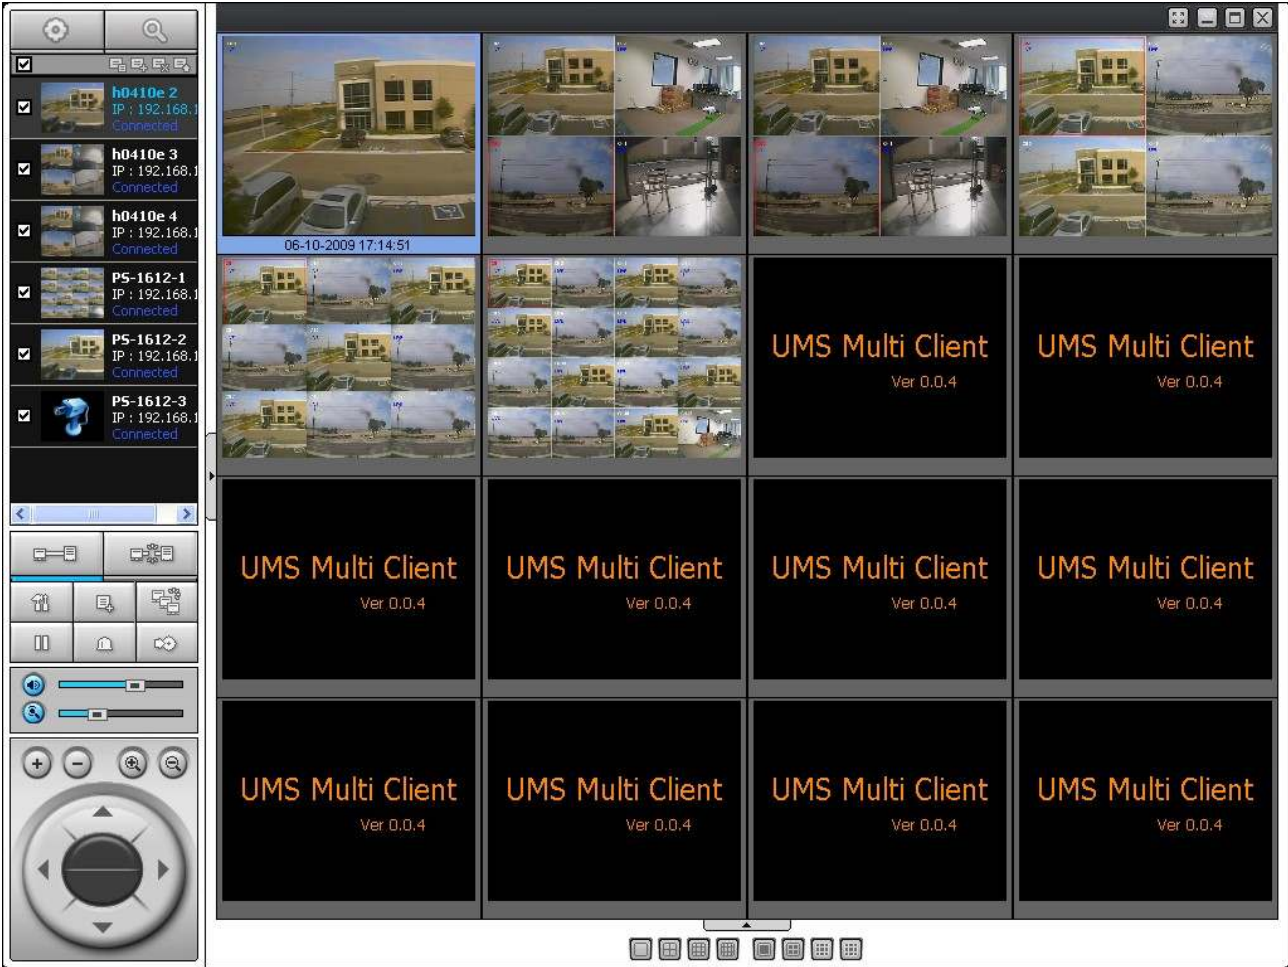 h0410e 2
IP : 192.168.1
Connected
h0410e 3
IP : 192.168.1
Connected
h0410e 4
IP : 192.168.1
Connected
PS-1612-1
IP : 192.168.1
Connected
PS-1612-2
IP : 192.168.1
Connected
PS-1612-3
IP : 192.168.1
Connected
06-10-2009 17:14:51
UMS Multi Client
Ver 0.0.4
UMS Multi Client
Ver 0.0.4
UMS Multi Client
Ver 0.0.4
UMS Multi Client
Ver 0.0.4
UMS Multi Client
Ver 0.0.4
UMS Multi Client
Ver 0.0.4
UMS Multi Client
Ver 0.0.4
UMS Multi Client
Ver 0.0.4
UMS Multi Client
Ver 0.0.4
UMS Multi Client
Ver 0.0.4